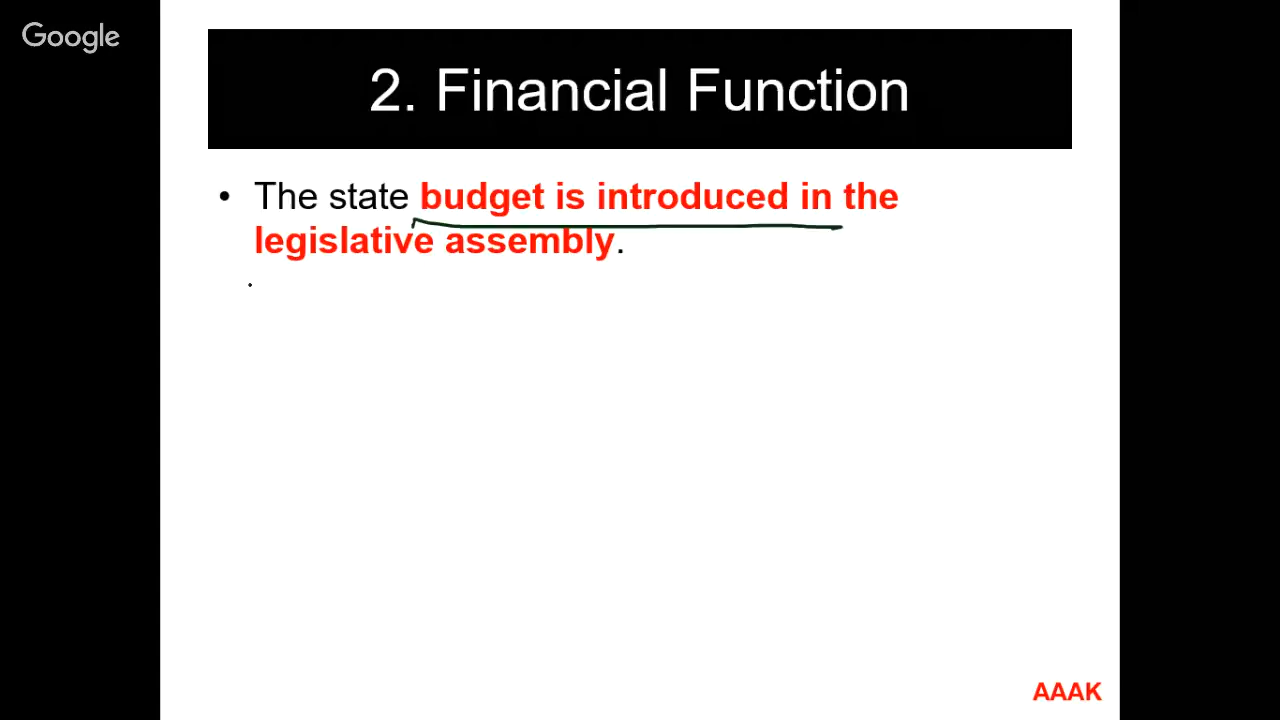 Google
2. Financial Function
• The state budget is introduced in the
legislative assembly.
AAAK